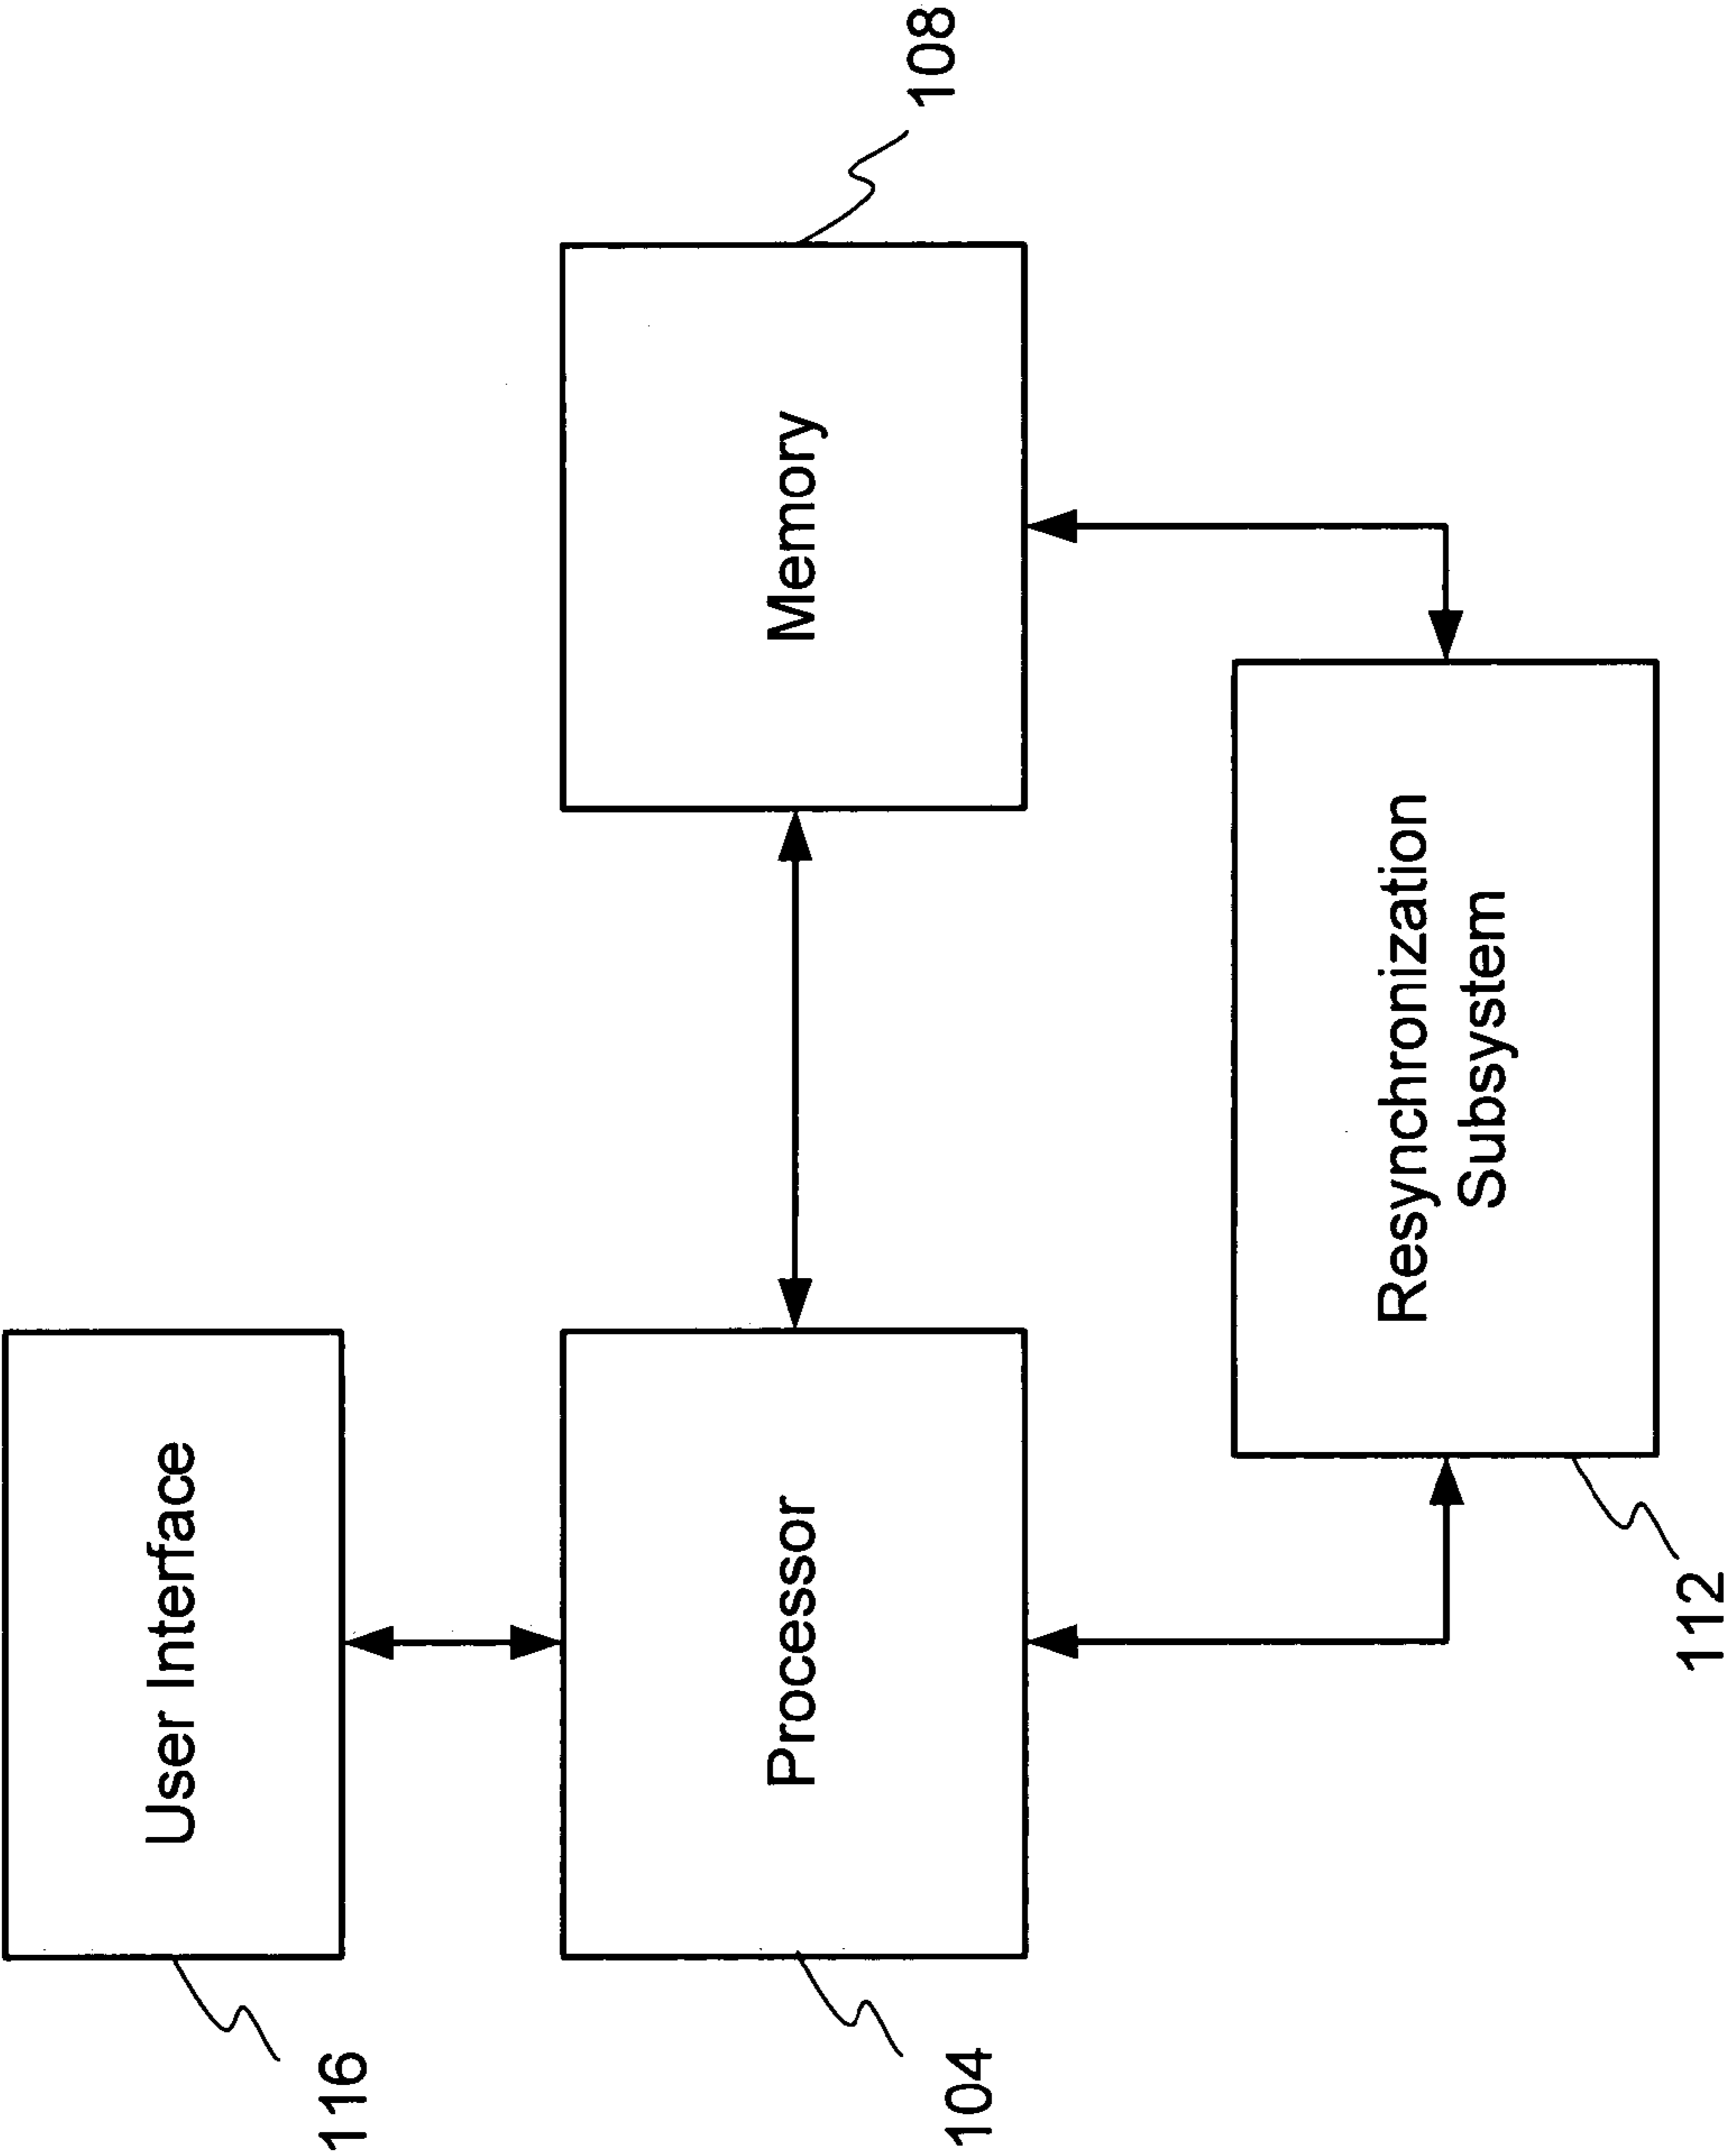 User Interface
116
Processor
104
Memory
108
Resynchronization
Subsystem
112